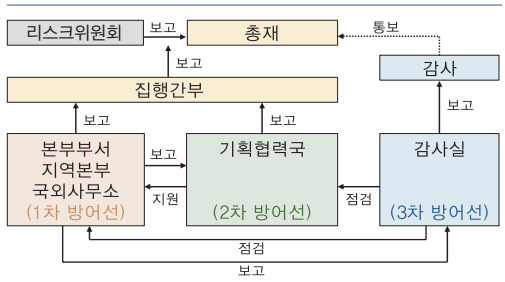 리스크위원회
보고
총재
통보
보고
감사
집행간부
보고
보고
보고
본부부서
지역본부
국외사무소
(1차 방어선)
보고
지원
기획협력국
(2차 방어선)
점검
감사실
(3차 방어선)
점검
보고